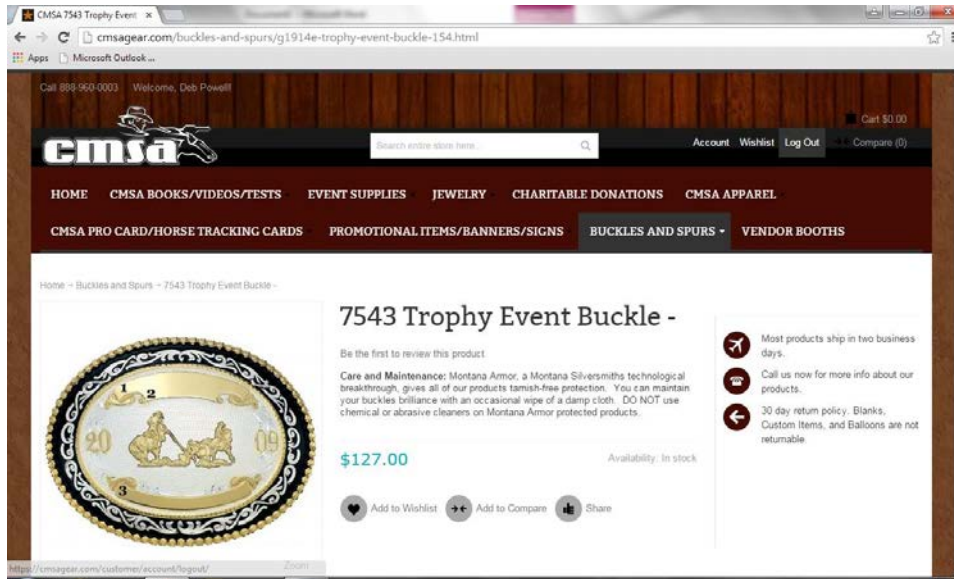 CMSA 7543 Trophy Event
cmsagear.com/buckles-and-spurs/g1914e-trophy-event-buckle-154.html
Apps Microsoft Outlook ...
Call 888-960-0003 Welcome, Deb Powell!
Cart $0.00
cmsa
Search entire store here...
Account Wishlist Log Out Compare (0)
HOME CMSA BOOKS/VIDEOS/TESTS EVENT SUPPLIES JEWELRY CHARITABLE DONATIONS CMSA APPAREL
CMSA PRO CARD/HORSE TRACKING CARDS PROMOTIONAL ITEMS/BANNERS/SIGNS BUCKLES AND SPURS VENDOR BOOTHS
Home → Buckles and Spurs → 7543 Trophy Event Buckle -
7543 Trophy Event Buckle -
Be the first to review this product
Care and Maintenance: Montana Armor, a Montana Silversmiths technological
breakthrough, gives all of our products tarnish-free protection. You can maintain
your buckles brilliance with an occasional wipe of a damp cloth. DO NOT use
chemical or abrasive cleaners on Montana Armor protected products.
$127.00 Availability: In stock
Add to Wishlist Add to Compare Share
Most products ship in two business
days.
Call us now for more info about our
products.
30 day return policy. Blanks,
Custom Items, and Balloons are not
returnable.
1
2
20 09
3
Zoom
https://cmsagear.com/customer/account/logout/